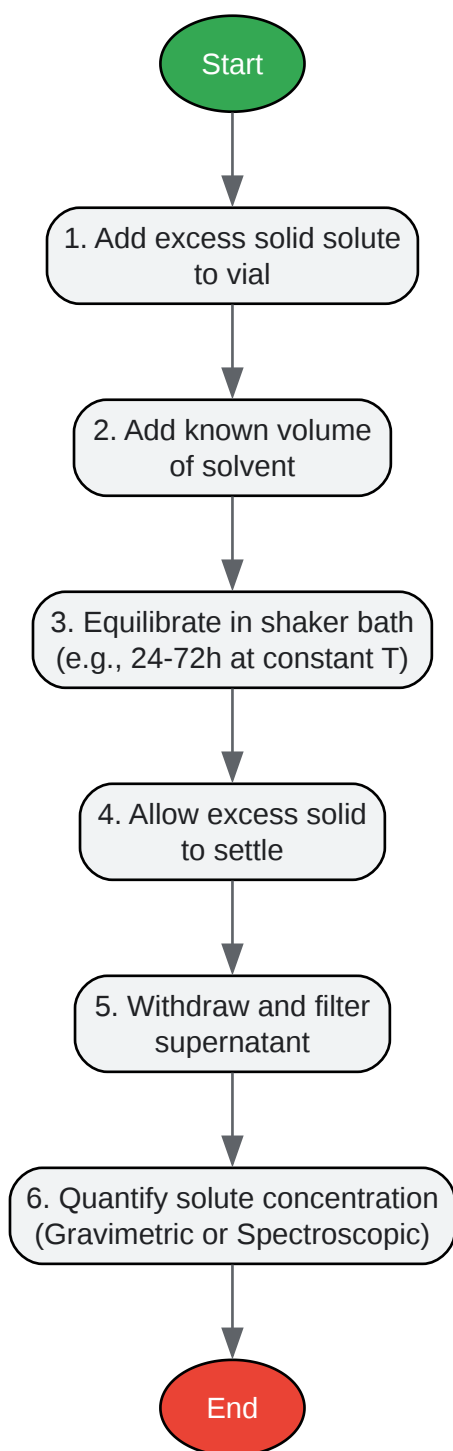 Start
1. Add excess solid solute
to vial
2. Add known volume
of solvent
3. Equilibrate in shaker bath
(e.g., 24-72h at constant T)
4. Allow excess solid
to settle
5. Withdraw and filter
supernatant
6. Quantify solute concentration
(Gravimetric or Spectroscopic)
End